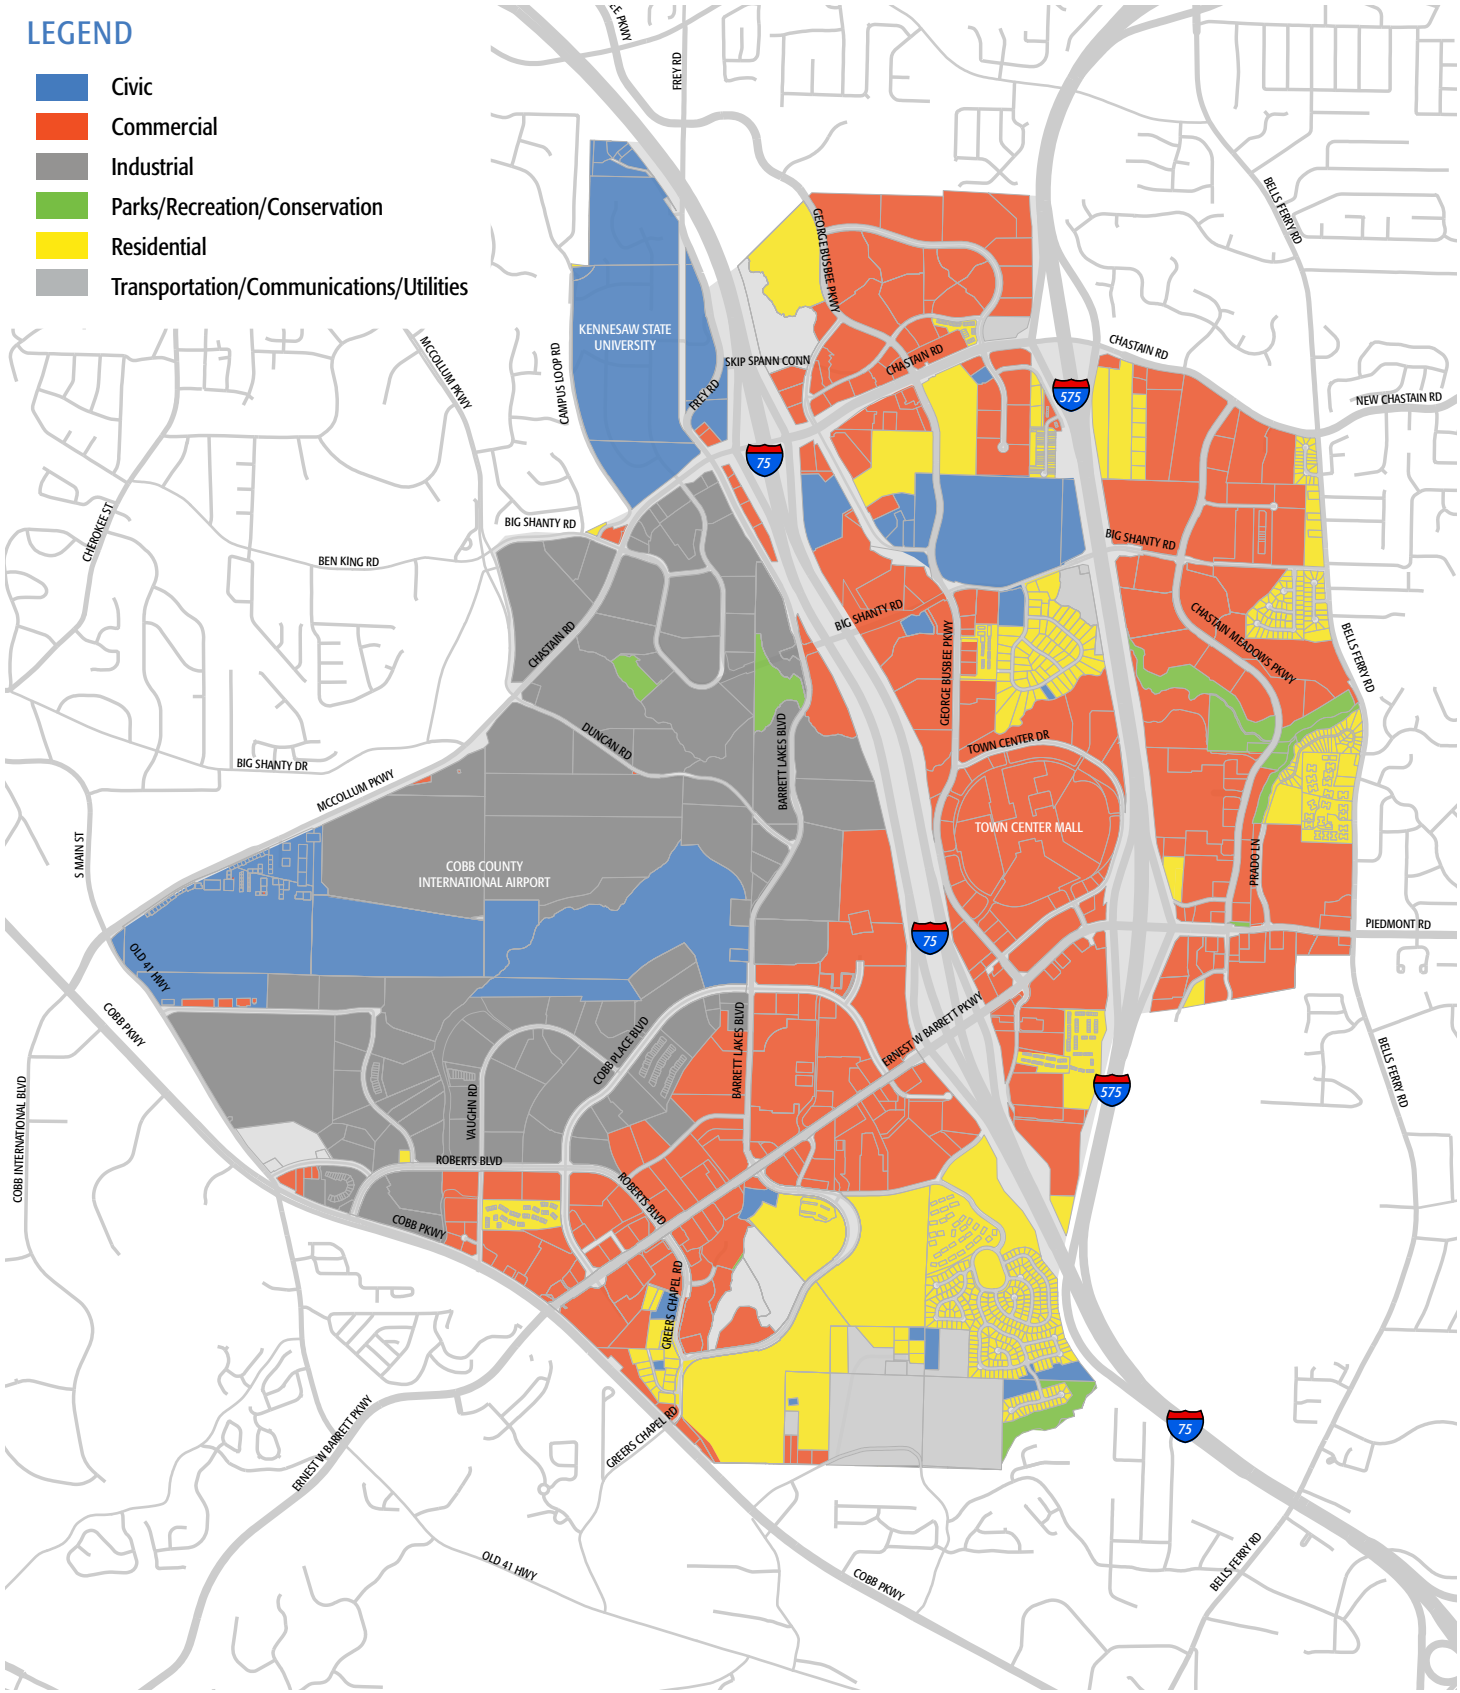 LEGEND
Civic
Commercial
Industrial
Parks/Recreation/Conservation
Residential
Transportation/Communications/Utilities
EE PKWY
FREY RD
BELLS FERRY RD
GEORGE BUSBEE PKWY
KENNESAW STATE
UNIVERSITY
MCCOLLUM PKWY
CAMPUS LOOP RD
SKIP SPANN CONN
CHASTAIN RD
CHASTAIN RD
FREY RD
575
NEW CHASTAIN RD
75
CHEROKEE ST
BIG SHANTY RD
BEN KING RD
BIG SHANTY RD
CHASTAIN RD
BIG SHANTY RD
CHASTAIN MEADOWS PKWY
BELLS FERRY RD
GEORGE BUSBEE PKWY
DUNCAN RD
BARRETT LAKES BLVD
TOWN CENTER DR
BIG SHANTY DR
MCCOLLUM PKWY
S MAIN ST
TOWN CENTER MALL
COBB COUNTY
INTERNATIONAL AIRPORT
PRADO LN
PIEDMONT RD
75
OLD 41 HWY
COBB PKWY
ERNEST W BARRETT PKWY
COBB PLACE BLVD
BARRETT LAKES BLVD
BELLS FERRY RD
575
VAUGHN RD
COBB INTERNATIONAL BLVD
ROBERTS BLVD
ROBERTS BLVD
COBB PKWY
GREERS CHAPEL RD
ERNEST W BARRETT PKWY
GREERS CHAPEL RD
75
OLD 41 HWY
COBB PKWY
BELLS FERRY RD